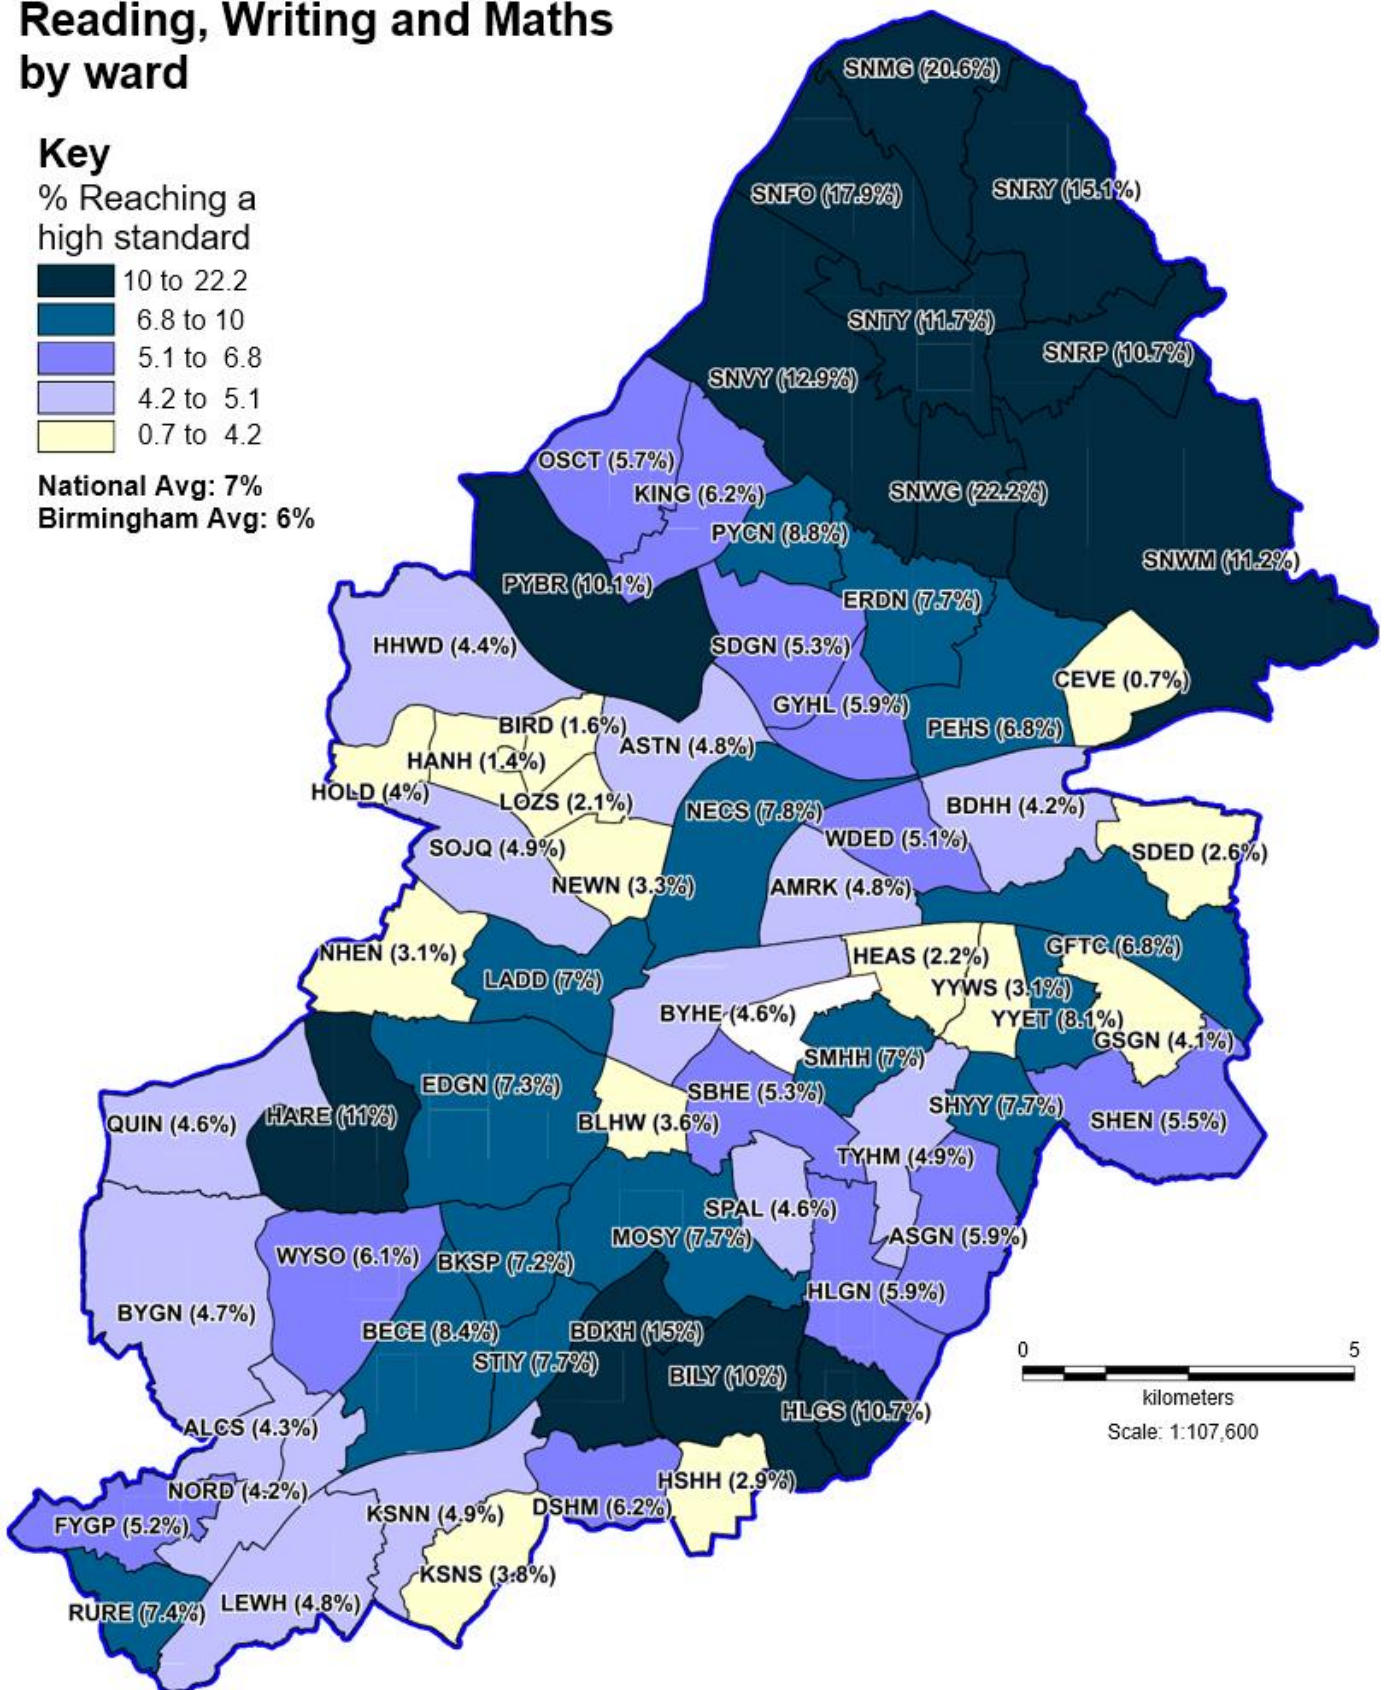 Reading, Writing and Maths
by ward
Key
% Reaching a
high standard
10 to 22.2
6.8 to 10
5.1 to 6.8
4.2 to 5.1
0.7 to 4.2
National Avg: 7%
Birmingham Avg: 6%
SNMG (20.6%)
SNFO (17.9%)
SNRY (15.1%)
SNTY (11.7%)
SNRP (10.7%)
SNVY (12.9%)
OSCT (5.7%)
KING (6.2%)
SNWG (22.2%)
PYCN (8.8%)
SNWM (11.2%)
PYBR (10.1%)
ERDN (7.7%)
HHWD (4.4%)
SDGN (5.3%)
CEVE (0.7%)
GYHL (5.9%)
BIRD (1.6%)
PEHS (6.8%)
ASTN (4.8%)
HANH (1.4%)
HOLD (4%)
LOZS (2.1%)
BDHH (4.2%)
NECS (7.8%)
WDED (5.1%)
SOJQ (4.9%)
SDED (2.6%)
NEWN (3.3%)
AMRK (4.8%)
GFTC (6.8%)
NHEN (3.1%)
HEAS (2.2%)
LADD (7%)
YYWS (3.1%)
BYHE (4.6%)
YYET (8.1%)
GSGN (4.1%)
SMHH (7%)
EDGN (7.3%)
SBHE (5.3%)
SHYY (7.7%)
HARE (11%)
QUIN (4.6%)
BLHW (3.6%)
SHEN (5.5%)
TYHM (4.9%)
SPAL (4.6%)
MOSY (7.7%)
ASGN (5.9%)
WYSO (6.1%)
BKSP (7.2%)
HLGN (5.9%)
BYGN (4.7%)
BECE (8.4%)
BDKH (15%)
STIY (7.7%)
BILY (10%)
0 5
kilometers
Scale: 1:107,600
HLGS (10.7%)
ALCS (4.3%)
HSHH (2.9%)
NORD (4.2%)
DSHM (6.2%)
KSNN (4.9%)
FYGP (5.2%)
KSNS (3.8%)
LEWH (4.8%)
RURE (7.4%)